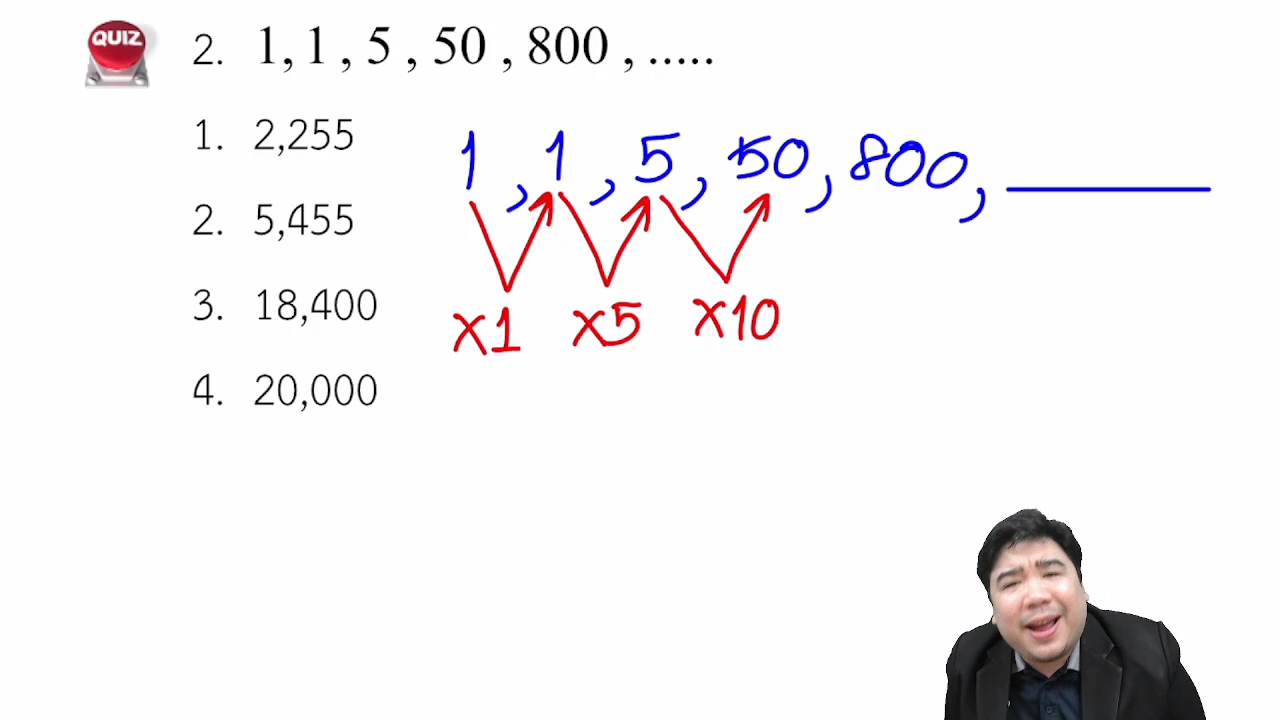 QUIZ
2. 1, 1 , 5 , 50 , 800 , .....
1. 2,255
1 , 1 , 5 , 50 , 800 , ______
2. 5,455
3. 18,400
x1 x5 x10
4. 20,000